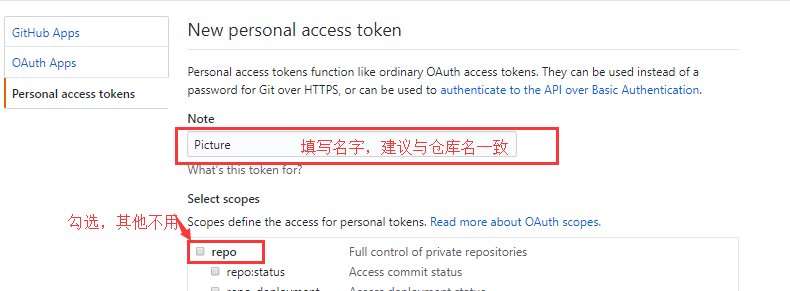 GitHub Apps
OAuth Apps
Personal access tokens
New personal access token
Personal access tokens function like ordinary OAuth access tokens. They can be used instead of a
password for Git over HTTPS, or can be used to authenticate to the API over Basic Authentication.
Note
Picture 填写名字，建议与仓库名一致
What's this token for?
Select scopes
Scopes define the access for personal tokens. Read more about OAuth scopes.
勾选，其他不用
repo Full control of private repositories
repo:status Access commit status
repo_deployment Access deployment status